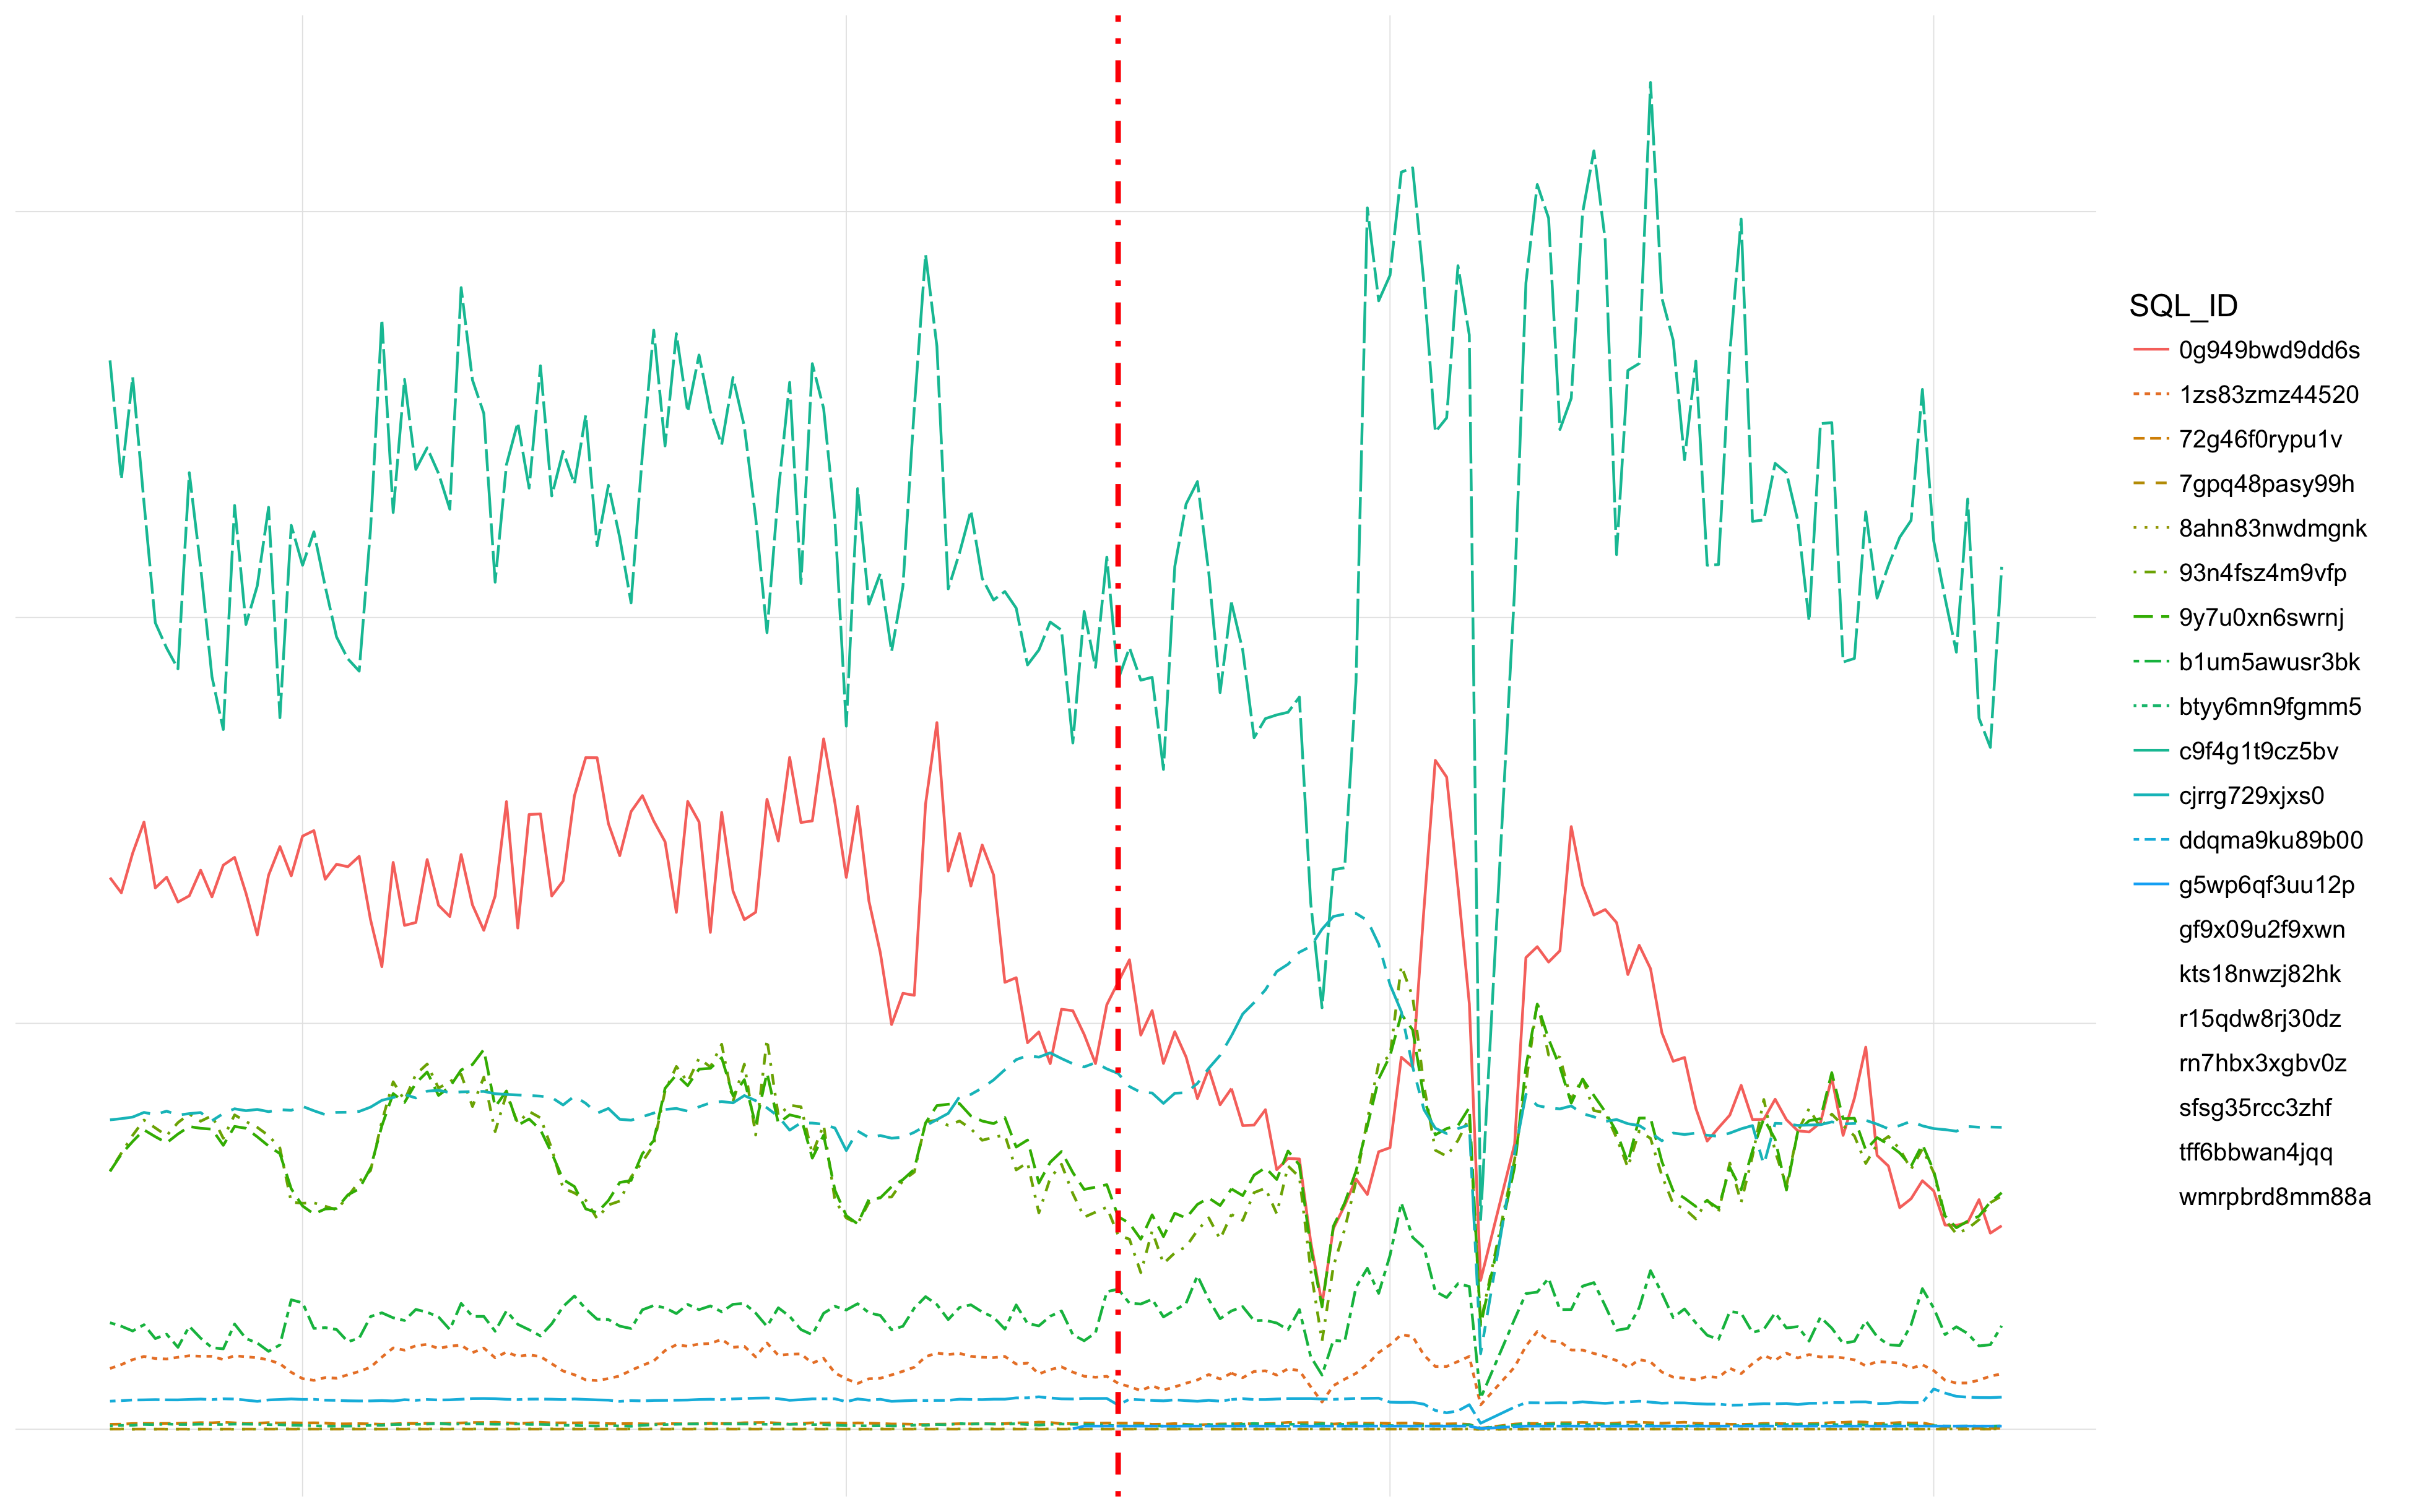 SQL_ID
0g949bwd9dd6s
1zs83zmz44520
72g46f0rypu1v
7gpq48pasy99h
8ahn83nwdmgnk
93n4fsz4m9vfp
9y7u0xn6swrnj
b1um5awusr3bk
btyy6mn9fgmm5
c9f4g1t9cz5bv
cjrrg729xjxs0
ddqma9ku89b00
g5wp6qf3uu12p
gf9x09u2f9xwn
kts18nwzj82hk
r15qdw8rj30dz
rn7hbx3xgbv0z
sfsg35rcc3zhf
tff6bbwan4jqq
wmrpbrd8mm88a